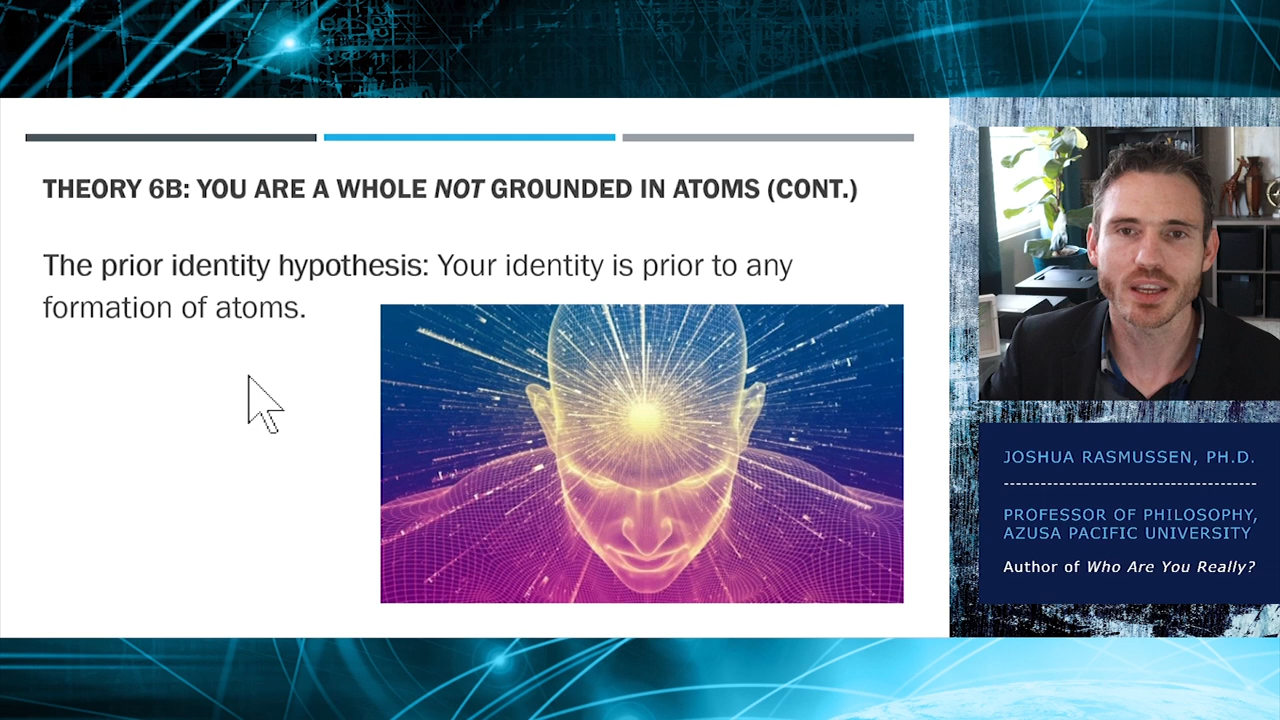 THEORY 6B: YOU ARE A WHOLE NOT GROUNDED IN ATOMS (CONT.)
The prior identity hypothesis: Your identity is prior to any
formation of atoms.
JOSHUA RASMUSSEN, PH.D.
----------------------------------------
PROFESSOR OF PHILOSOPHY,
AZUSA PACIFIC UNIVERSITY
Author of Who Are You Really?